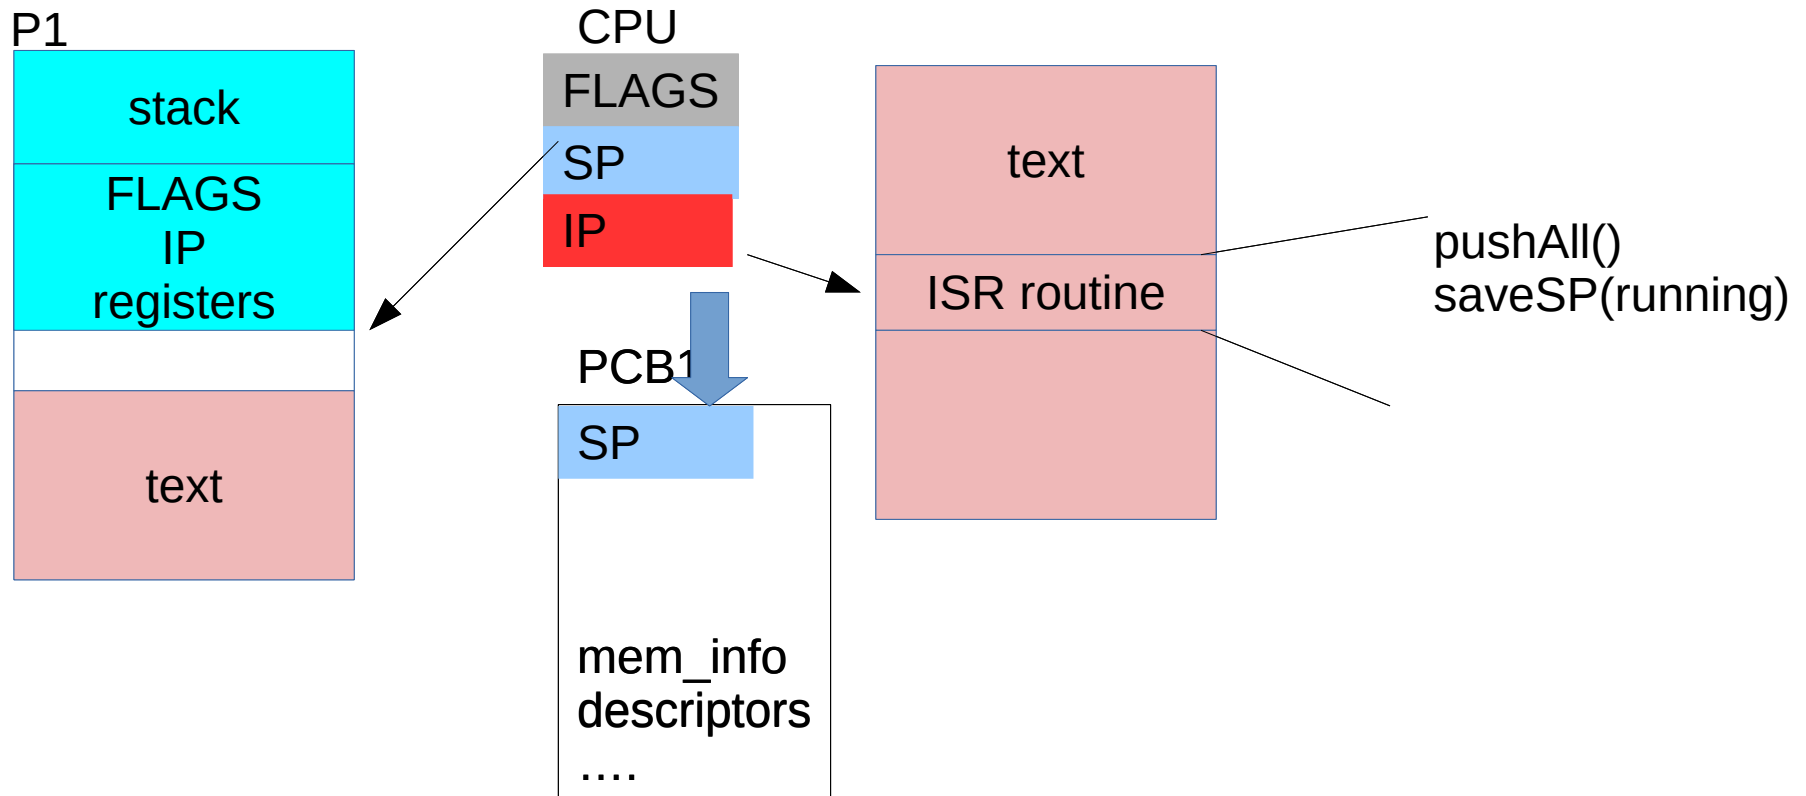 P1
stack
FLAGS
IP
registers
text
CPU
FLAGS
SP
IP
PCB1
SP
mem_info
descriptors
....
text
ISR routine
pushAll()
saveSP(running)